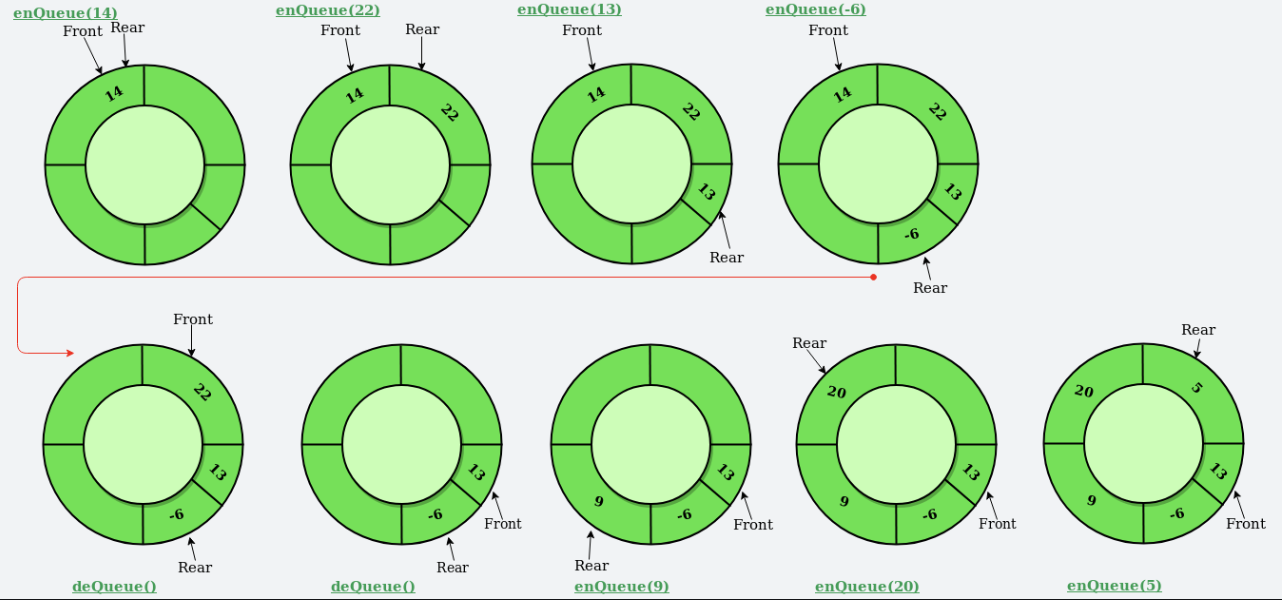 enQueue(14)
Front Rear
14
enQueue(22)
Front Rear
14 22
enQueue(13)
Front
14 22
13
Rear
enQueue(-6)
Front
14 22
13
-6
Rear
Front
22
13
-6
Rear
deQueue()
13
-6
Front
Rear
deQueue()
13
9 -6
Front
Rear
enQueue(9)
Rear
20
13
9 -6
Front
enQueue(20)
Rear
20 5
13
9 -6
Front
enQueue(5)